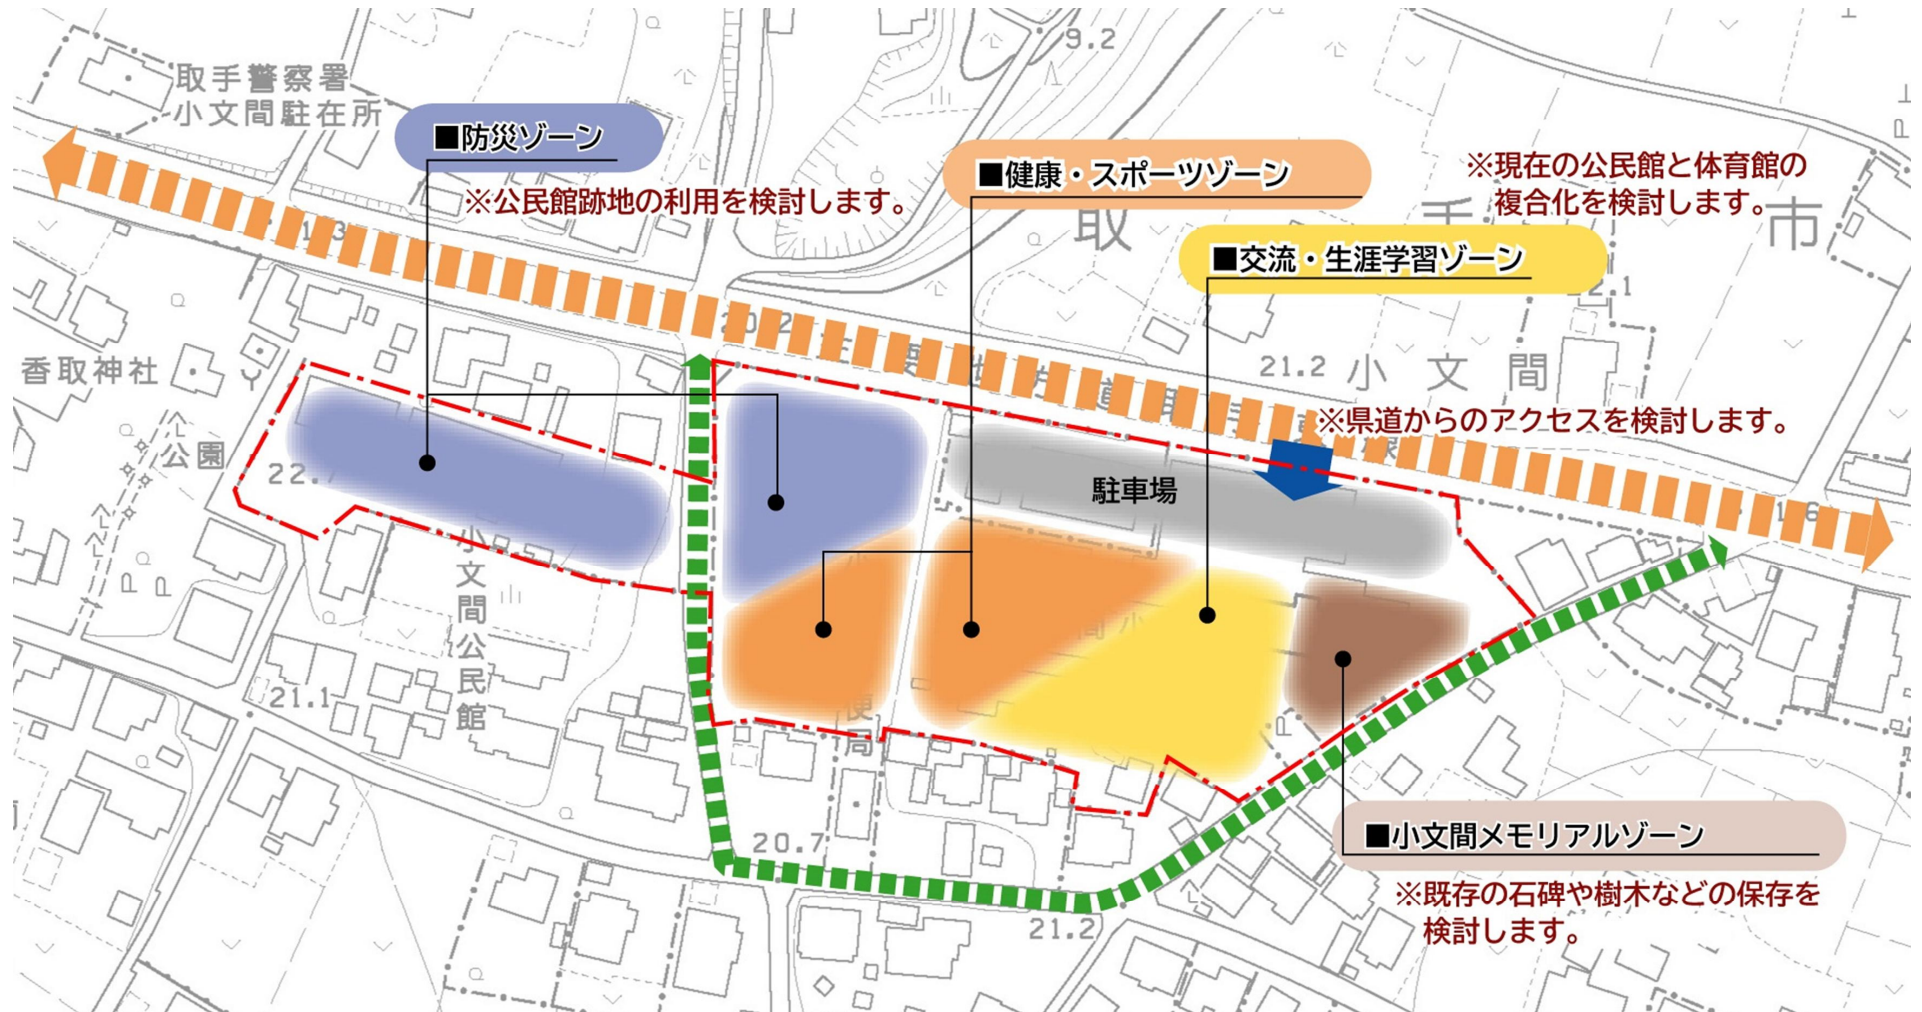 9.2
取手警察署
小文間駐在所
■防災ゾーン
※公民館跡地の利用を検討します。
■健康・スポーツゾーン
※現在の公民館と体育館の
複合化を検討します。
取 手 市
■交流・生涯学習ゾーン
22.1
20.2
香取神社
21.2
小文間
※県道からのアクセスを検討します。
公園
駐車場
小文間公民館
21.1
便局
20.7
21.2
■小文間メモリアルゾーン
※既存の石碑や樹木などの保存を
検討します。